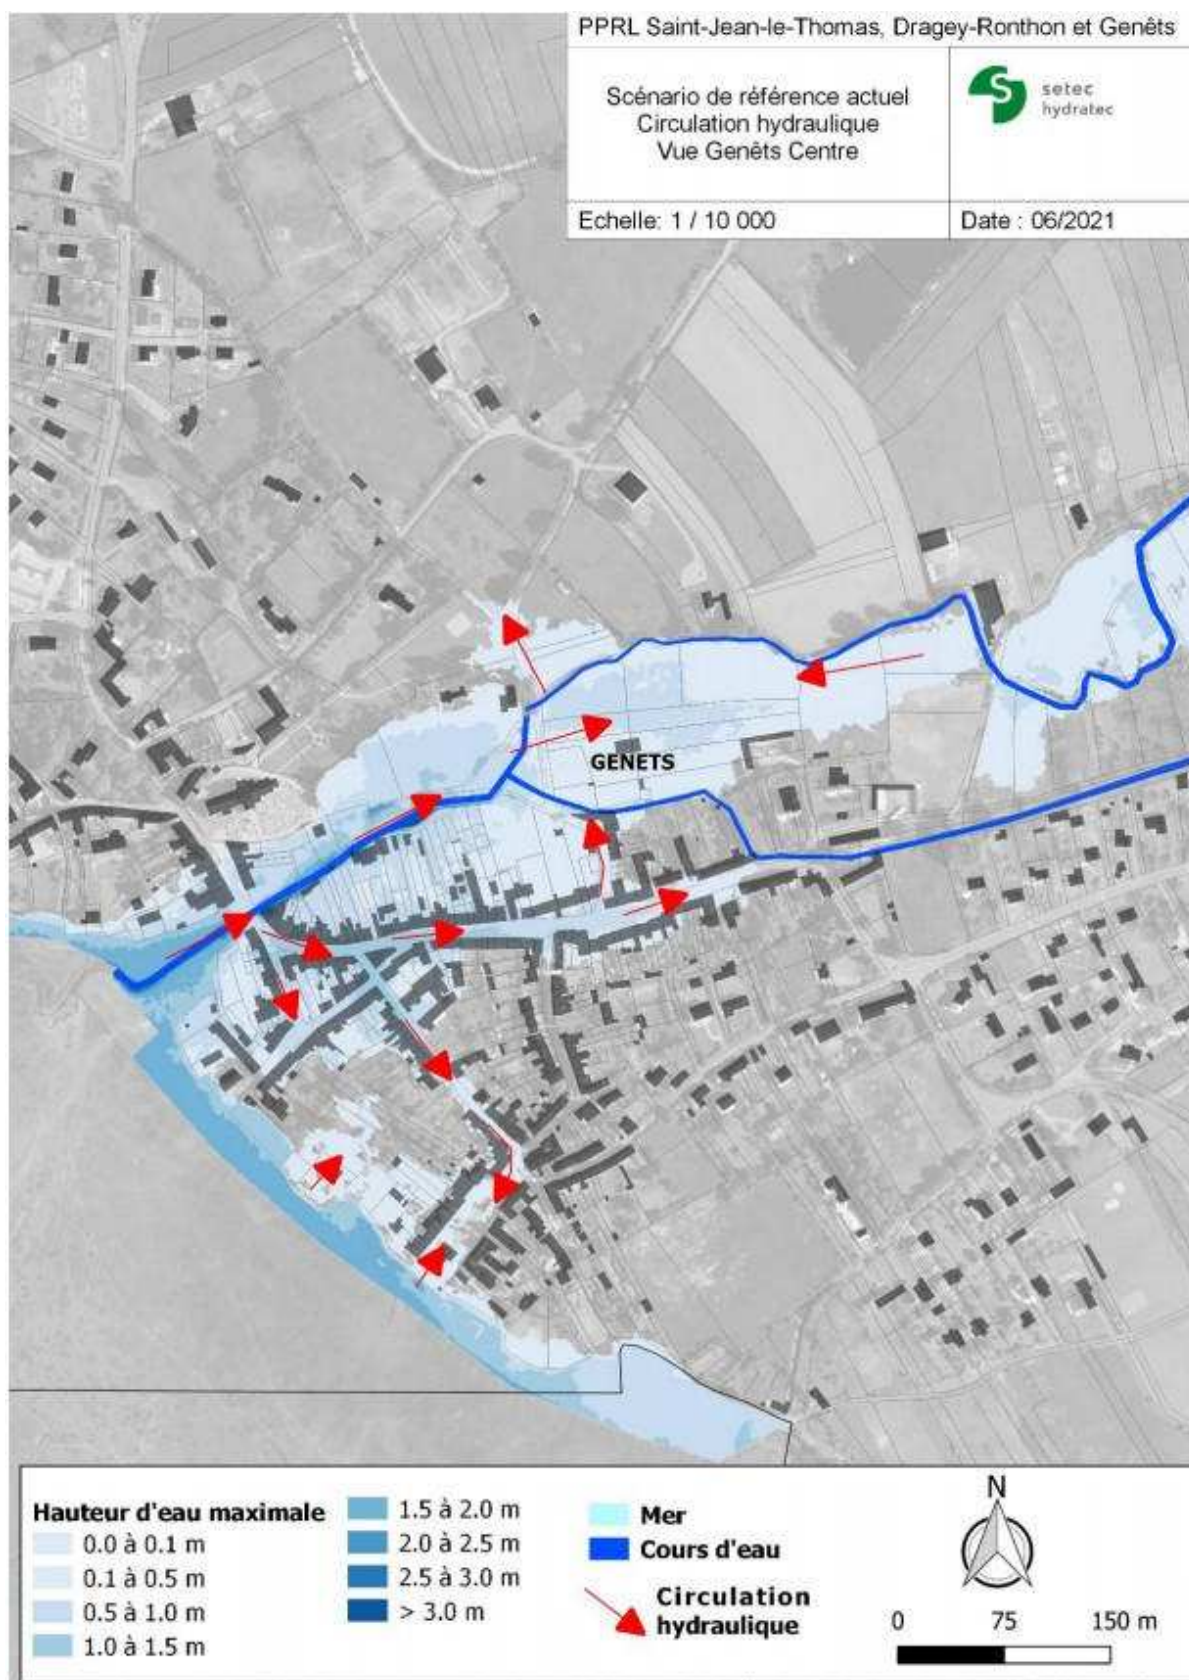 PPRL Saint-Jean-le-Thomas, Dragey-Ronthon et Genêts
Scénario de référence actuel
Circulation hydraulique
Vue Genêts Centre
setec
hydratec
Echelle: 1 / 10 000
Date : 06/2021
GENETS
Hauteur d'eau maximale
0.0 à 0.1 m
0.1 à 0.5 m
0.5 à 1.0 m
1.0 à 1.5 m
1.5 à 2.0 m
2.0 à 2.5 m
2.5 à 3.0 m
> 3.0 m
Mer
Cours d'eau
Circulation
hydraulique
N
0 75 150 m